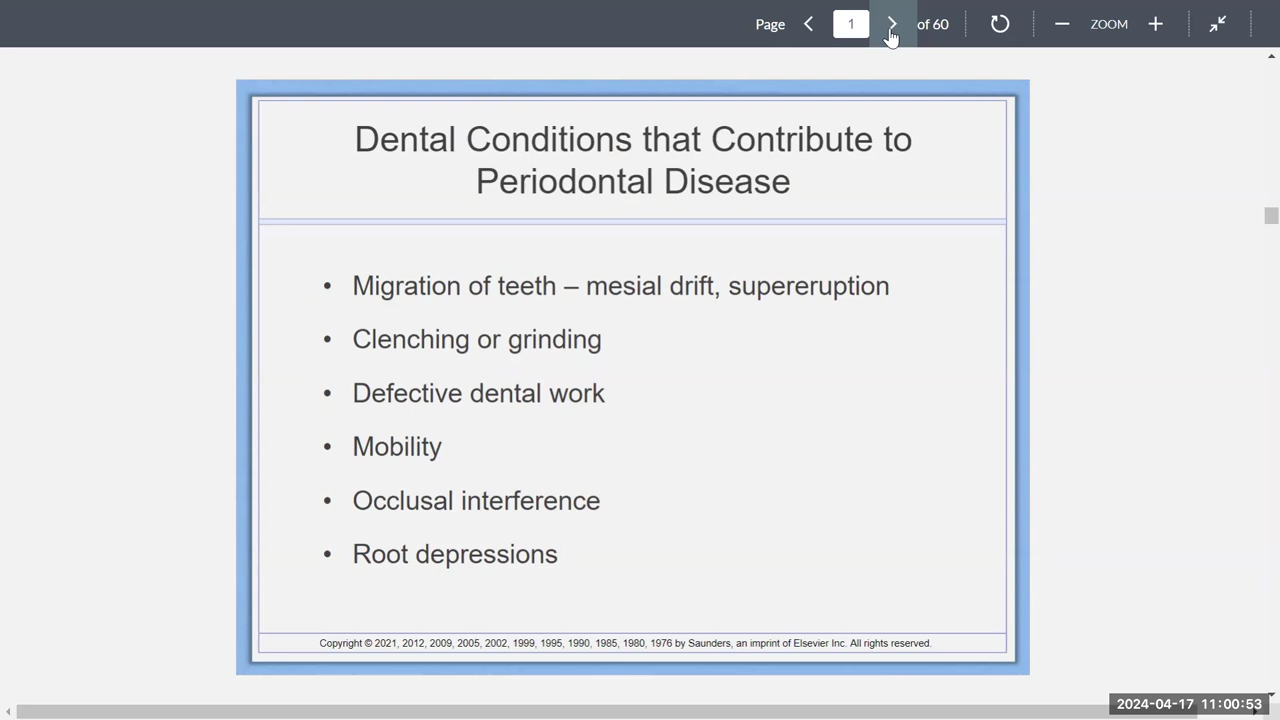 Page 1 of 60 ZOOM
Dental Conditions that Contribute to
Periodontal Disease
• Migration of teeth – mesial drift, supereruption
• Clenching or grinding
• Defective dental work
• Mobility
• Occlusal interference
• Root depressions
Copyright © 2021, 2012, 2009, 2005, 2002, 1999, 1995, 1990, 1985, 1980, 1976 by Saunders, an imprint of Elsevier Inc. All rights reserved.
2024-04-17 11:00:53